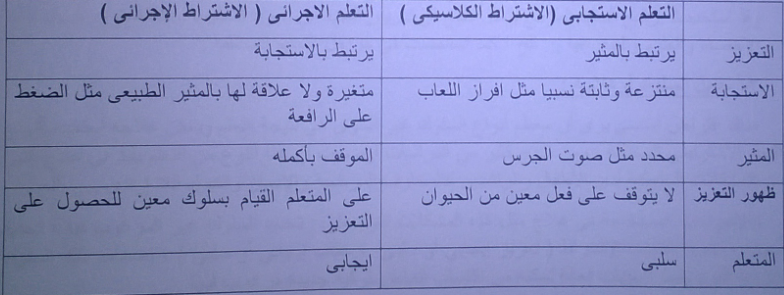 التعلم الاستجابى (الاشتراط الكلاسيكى ) التعلم الاجرائى ( الاشتراط الإجرائى )
التعزيز يرتبط بالمثير يرتبط بالاستجابة
الاستجابة منتزعة وثابتة نسبيا مثل افراز اللعاب متغيرة ولا علاقة لها بالمثير الطبيعى مثل الضغط
على الرافعة
المثير محدد مثل صوت الجرس الموقف بأكمله
ظهور التعزيز لا يتوقف على فعل معين من الحيوان على المتعلم القيام بسلوك معين للحصول على
التعزيز
المتعلم سلبى ايجابى